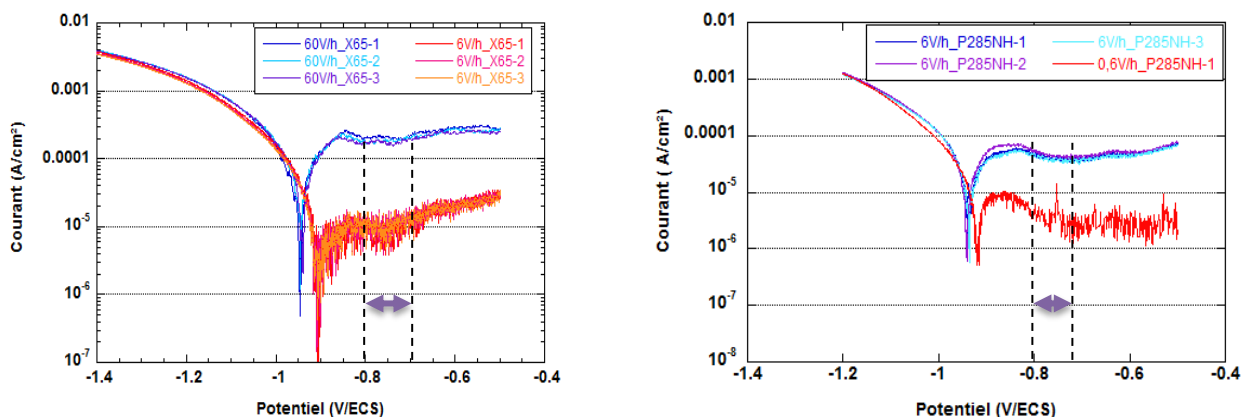 0.01
0.001
0.0001
10-5
10-6
10-7
Courant (A/cm²)
60V/h_X65-1
60V/h_X65-2
60V/h_X65-3
6V/h_X65-1
6V/h_X65-2
6V/h_X65-3
-1.4 -1.2 -1 -0.8 -0.6 -0.4
Potentiel (V/ECS)
0.01
0.001
0.0001
10-5
10-6
10-7
10-8
Courant ( A/cm²)
6V/h_P285NH-1
6V/h_P285NH-2
6V/h_P285NH-3
0,6V/h_P285NH-1
-1.4 -1.2 -1 -0.8 -0.6 -0.4
Potentiel (V/ECS)